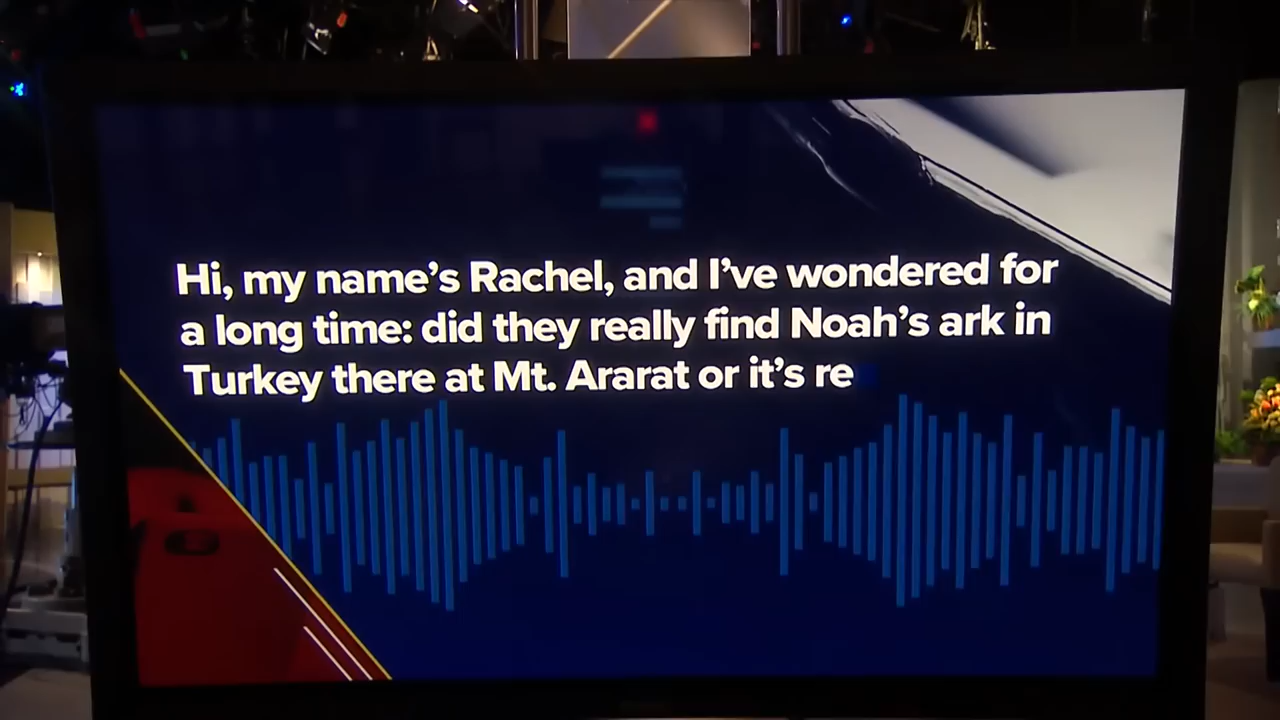 Hi, my name’s Rachel, and I’ve wondered for
a long time: did they really find Noah’s ark in
Turkey there at Mt. Ararat or it’s re